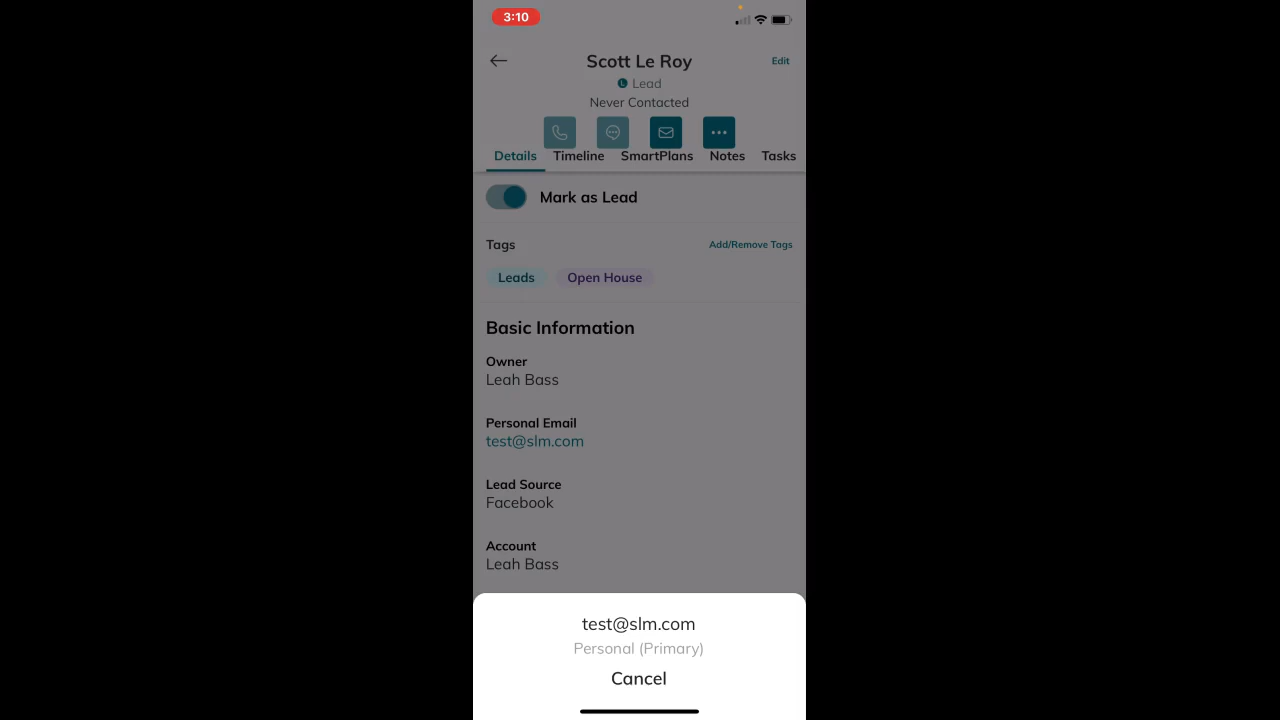 3:10
Scott Le Roy
Edit
L Lead
Never Contacted
Details Timeline SmartPlans Notes Tasks
Mark as Lead
Tags
Add/Remove Tags
Leads Open House
Basic Information
Owner
Leah Bass
Personal Email
test@slm.com
Lead Source
Facebook
Account
Leah Bass
test@slm.com
Personal (Primary)
Cancel